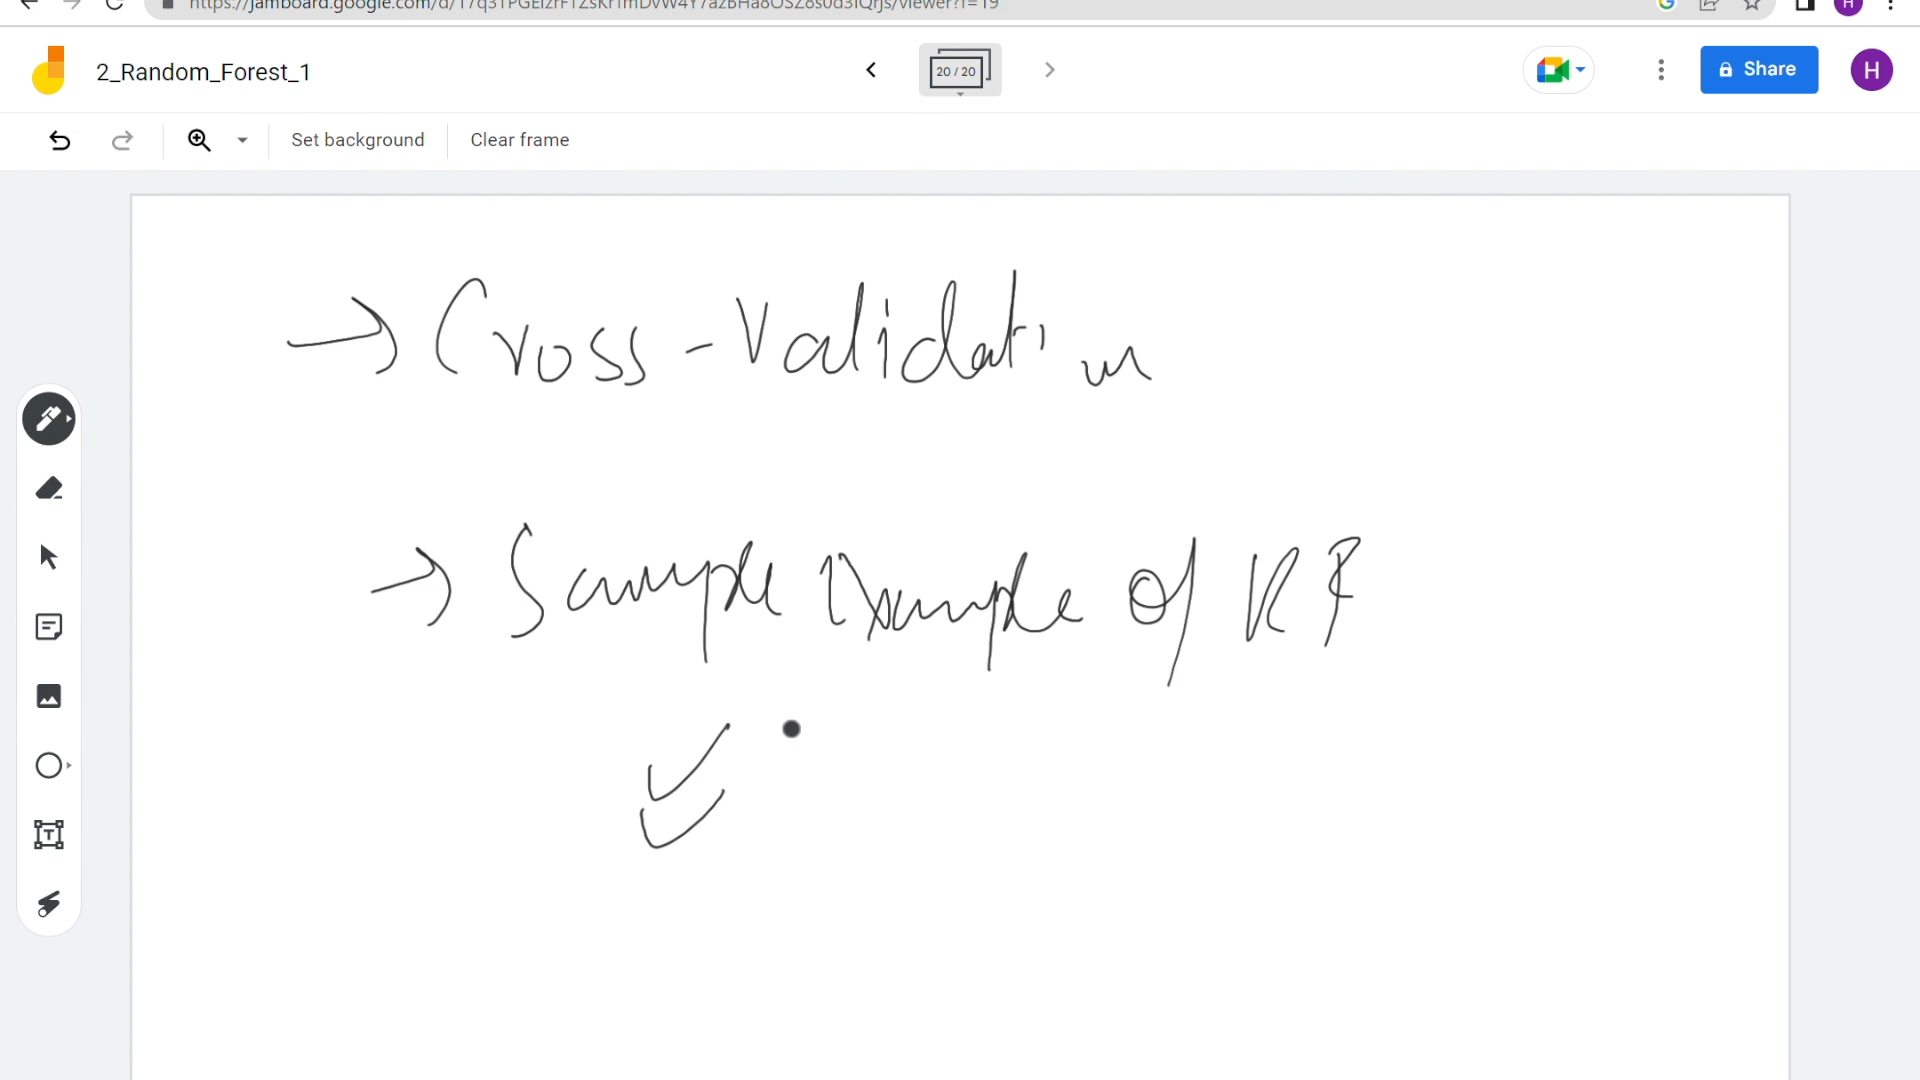 2_Random_Forest_1
20 / 20
Share
H
Set background
Clear frame
→ Cross-Validation
→ Sample Example of RF